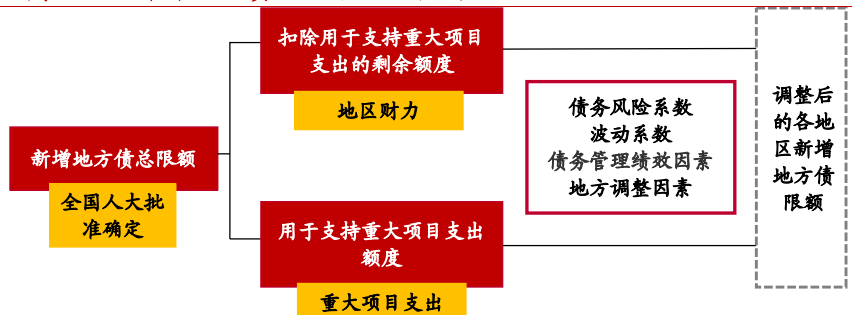 新增地方债总限额
全国人大批
准确定
扣除用于支持重大项目
支出的剩余额度
地区财力
用于支持重大项目支出
额度
重大项目支出
债务风险系数
波动系数
债务管理绩效因素
地方调整因素
调整后
的各地
区新增
地方债
限额